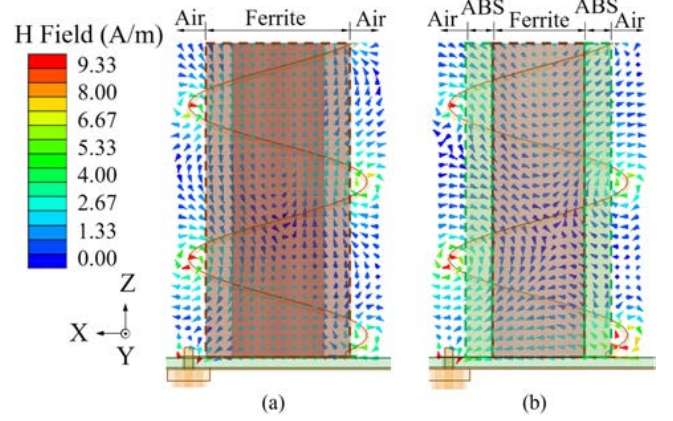 Air Ferrite Air
ABS ABS
Air Ferrite Air
H Field (A/m)
9.33
8.00
6.67
5.33
4.00
2.67
1.33
0.00
Z
X
Y
(a) (b)